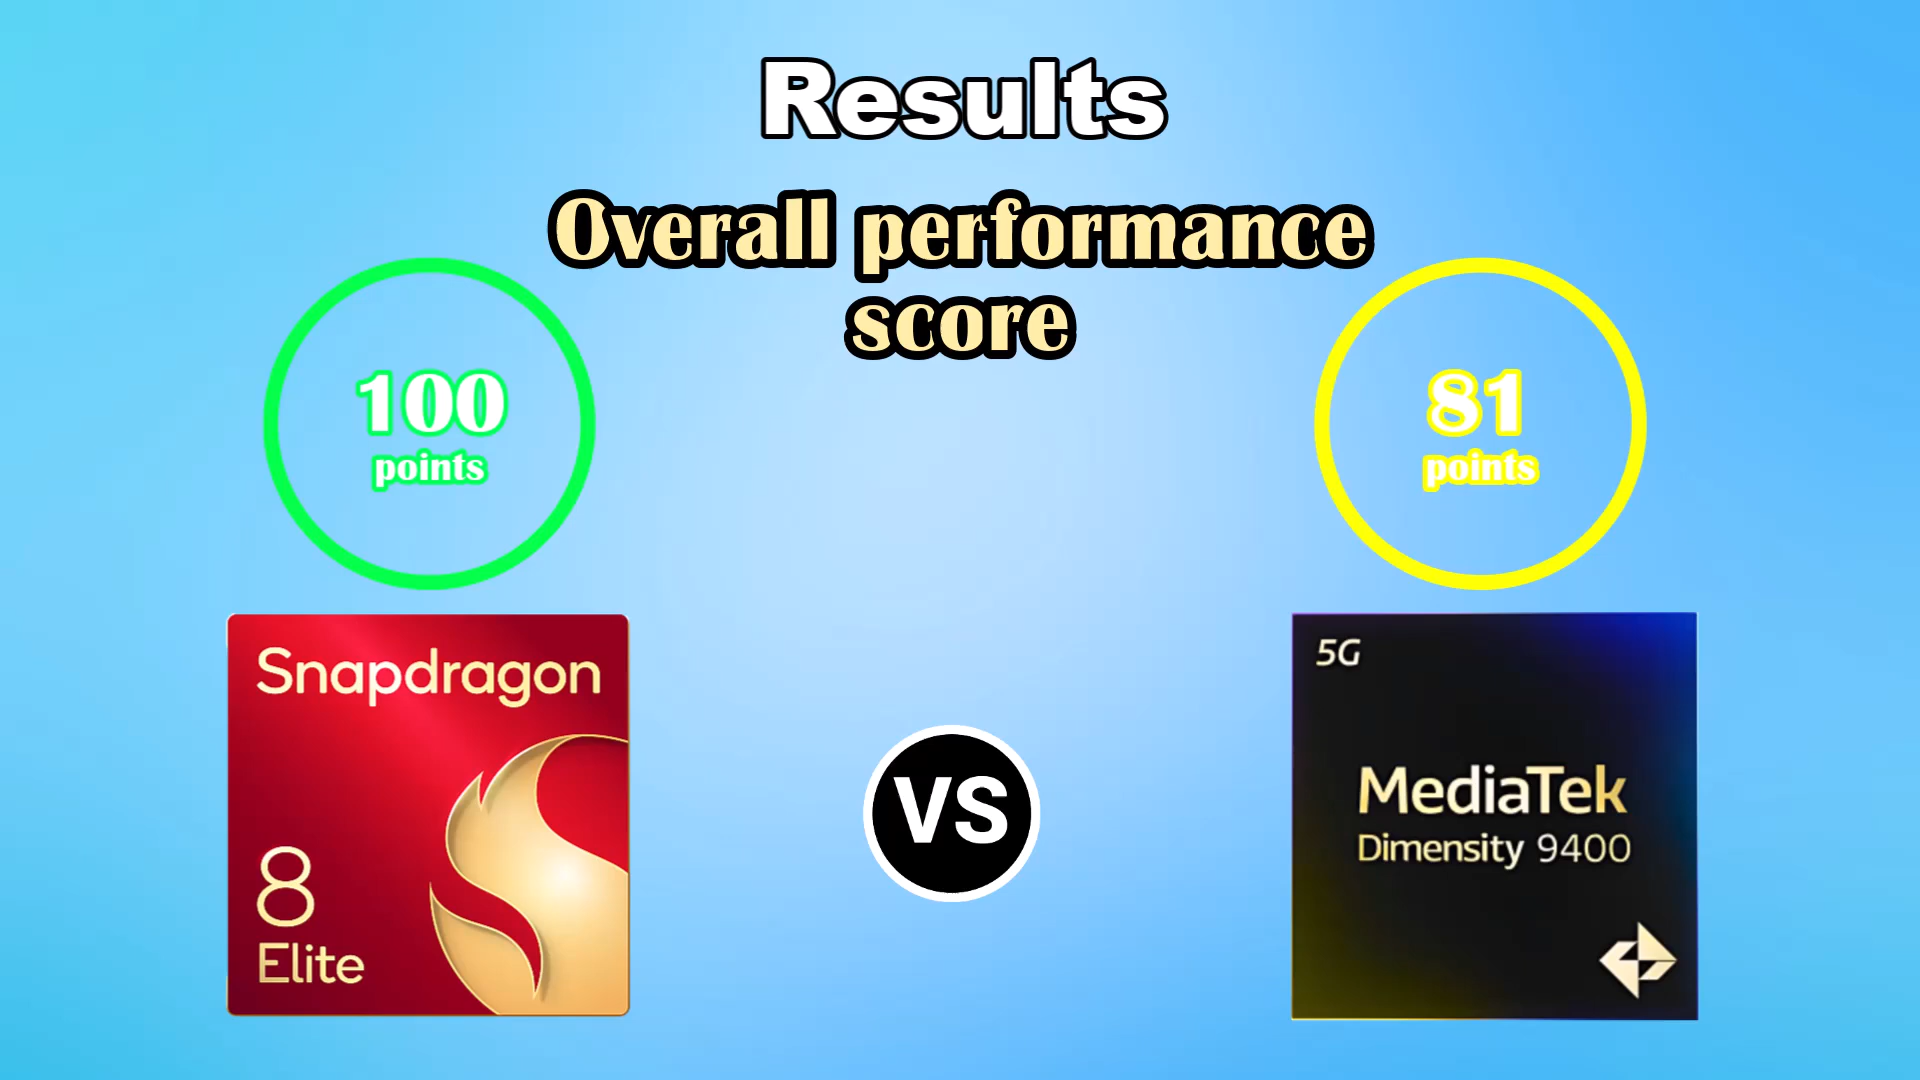 Results
Overall performance
score
100
points
81
points
Snapdragon
8
Elite
VS
5G
MediaTek
Dimensity 9400